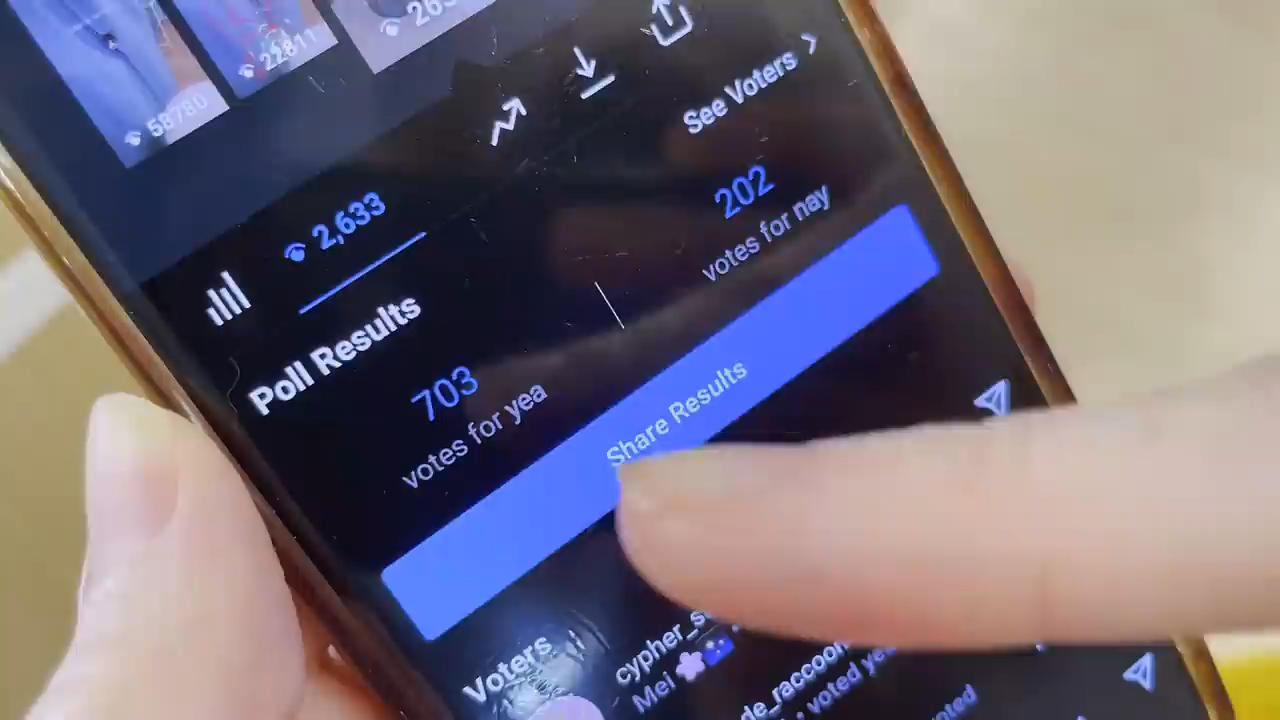 58780
22811
2,633
See Voters
Poll Results
703
votes for yea
202
votes for nay
Share Results
Voters
Mei
voted